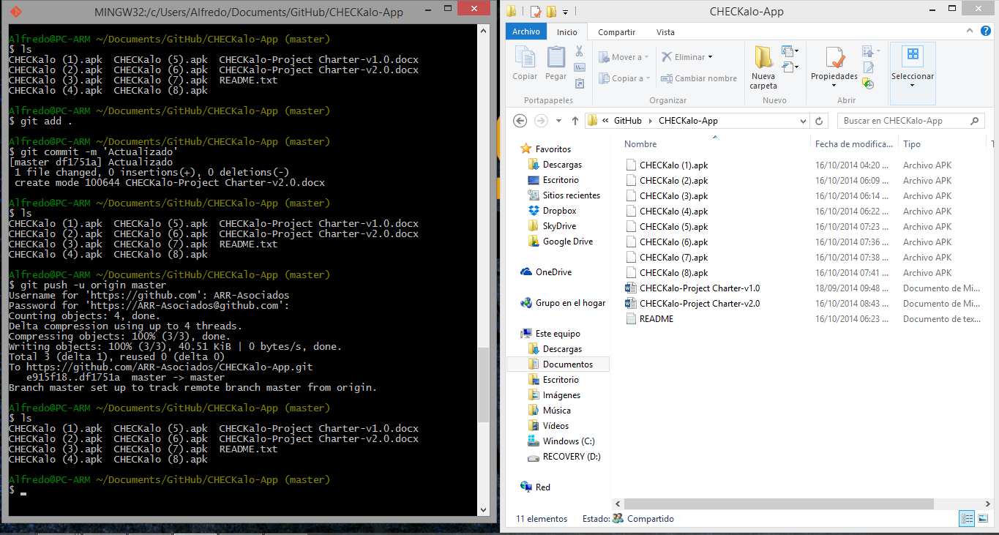 MINGW32:/c/Users/Alfredo/Documents/GitHub/CHECKalo-App
Alfredo@PC-ARM ~/Documents/GitHub/CHECKalo-App (master)
$ ls
CHECKalo (1).apk  CHECKalo (5).apk  CHECKalo-Project Charter-v1.0.docx
CHECKalo (2).apk  CHECKalo (6).apk  CHECKalo-Project Charter-v2.0.docx
CHECKalo (3).apk  CHECKalo (7).apk  README.txt
CHECKalo (4).apk  CHECKalo (8).apk
Alfredo@PC-ARM ~/Documents/GitHub/CHECKalo-App (master)
$ git add .
Alfredo@PC-ARM ~/Documents/GitHub/CHECKalo-App (master)
$ git commit -m 'Actualizado'
[master df1751a] Actualizado
1 file changed, 0 insertions(+), 0 deletions(-)
create mode 100644 CHECKalo-Project Charter-v2.0.docx
Alfredo@PC-ARM ~/Documents/GitHub/CHECKalo-App (master)
$ ls
CHECKalo (1).apk  CHECKalo (5).apk  CHECKalo-Project Charter-v1.0.docx
CHECKalo (2).apk  CHECKalo (6).apk  CHECKalo-Project Charter-v2.0.docx
CHECKalo (3).apk  CHECKalo (7).apk  README.txt
CHECKalo (4).apk  CHECKalo (8).apk
Alfredo@PC-ARM ~/Documents/GitHub/CHECKalo-App (master)
$ git push -u origin master
Username for 'https://github.com': ARR-Asociados
Password for 'https://ARR-Asociados@github.com':
Counting objects: 4, done.
Delta compression using up to 4 threads.
Compressing objects: 100% (3/3), done.
Writing objects: 100% (3/3), 40.51 KiB | 0 bytes/s, done.
Total 3 (delta 1), reused 0 (delta 0)
To https://github.com/ARR-Asociados/CHECKalo-App.git
e915f18..df1751a  master -> master
Branch master set up to track remote branch master from origin.
Alfredo@PC-ARM ~/Documents/GitHub/CHECKalo-App (master)
$ ls
CHECKalo (1).apk  CHECKalo (5).apk  CHECKalo-Project Charter-v1.0.docx
CHECKalo (2).apk  CHECKalo (6).apk  CHECKalo-Project Charter-v2.0.docx
CHECKalo (3).apk  CHECKalo (7).apk  README.txt
CHECKalo (4).apk  CHECKalo (8).apk
Alfredo@PC-ARM ~/Documents/GitHub/CHECKalo-App (master)
$
CHECKalo-App
Archivo Inicio Compartir Vista
Copiar Pegar
Portapapeles
Mover a Eliminar
Copiar a Cambiar nombre
Organizar
Nueva carpeta
Nuevo
Propiedades
Abrir
Seleccionar
« GitHub CHECKalo-App
Buscar en CHECKalo-App
Favoritos
Descargas
Escritorio
Sitios recientes
Dropbox
SkyDrive
Google Drive
OneDrive
Grupo en el hogar
Este equipo
Descargas
Documentos
Escritorio
Imágenes
Música
Vídeos
Windows (C:)
RECOVERY (D:)
Red
Nombre Fecha de modifica... Tipo T
CHECKalo (1).apk 16/10/2014 04:20 ... Archivo APK
CHECKalo (2).apk 16/10/2014 06:09 ... Archivo APK
CHECKalo (3).apk 16/10/2014 06:14 ... Archivo APK
CHECKalo (4).apk 16/10/2014 06:22 ... Archivo APK
CHECKalo (5).apk 16/10/2014 07:23 ... Archivo APK
CHECKalo (6).apk 16/10/2014 07:36 ... Archivo APK
CHECKalo (7).apk 16/10/2014 07:38 ... Archivo APK
CHECKalo (8).apk 16/10/2014 07:41 ... Archivo APK
CHECKalo-Project Charter-v1.0 18/09/2014 09:48 ... Documento de Mi...
CHECKalo-Project Charter-v2.0 16/10/2014 08:43 ... Documento de Mi...
README 16/10/2014 06:23 ... Documento de tex...
11 elementos Estado: Compartido